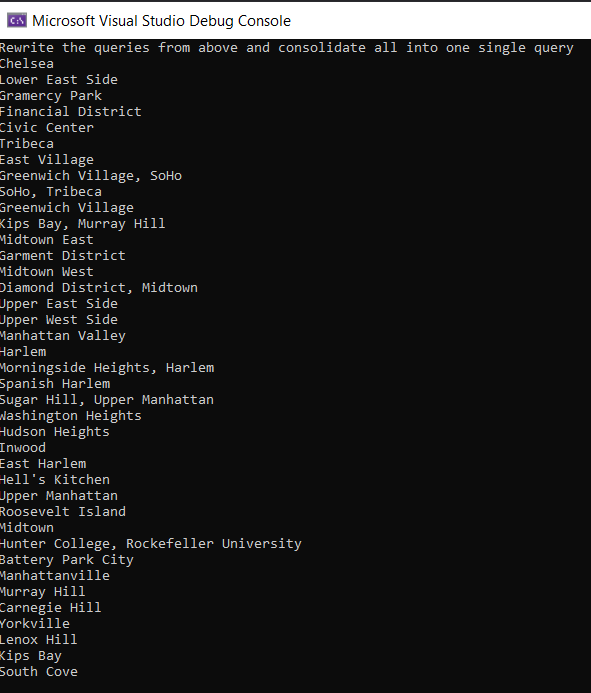 C:\ Microsoft Visual Studio Debug Console
Rewrite the queries from above and consolidate all into one single query
Chelsea
Lower East Side
Gramercy Park
Financial District
Civic Center
Tribeca
East Village
Greenwich Village, SoHo
SoHo, Tribeca
Greenwich Village
Kips Bay, Murray Hill
Midtown East
Garment District
Midtown West
Diamond District, Midtown
Upper East Side
Upper West Side
Manhattan Valley
Harlem
Morningside Heights, Harlem
Spanish Harlem
Sugar Hill, Upper Manhattan
Washington Heights
Hudson Heights
Inwood
East Harlem
Hell's Kitchen
Upper Manhattan
Roosevelt Island
Midtown
Hunter College, Rockefeller University
Battery Park City
Manhattanville
Murray Hill
Carnegie Hill
Yorkville
Lenox Hill
Kips Bay
South Cove